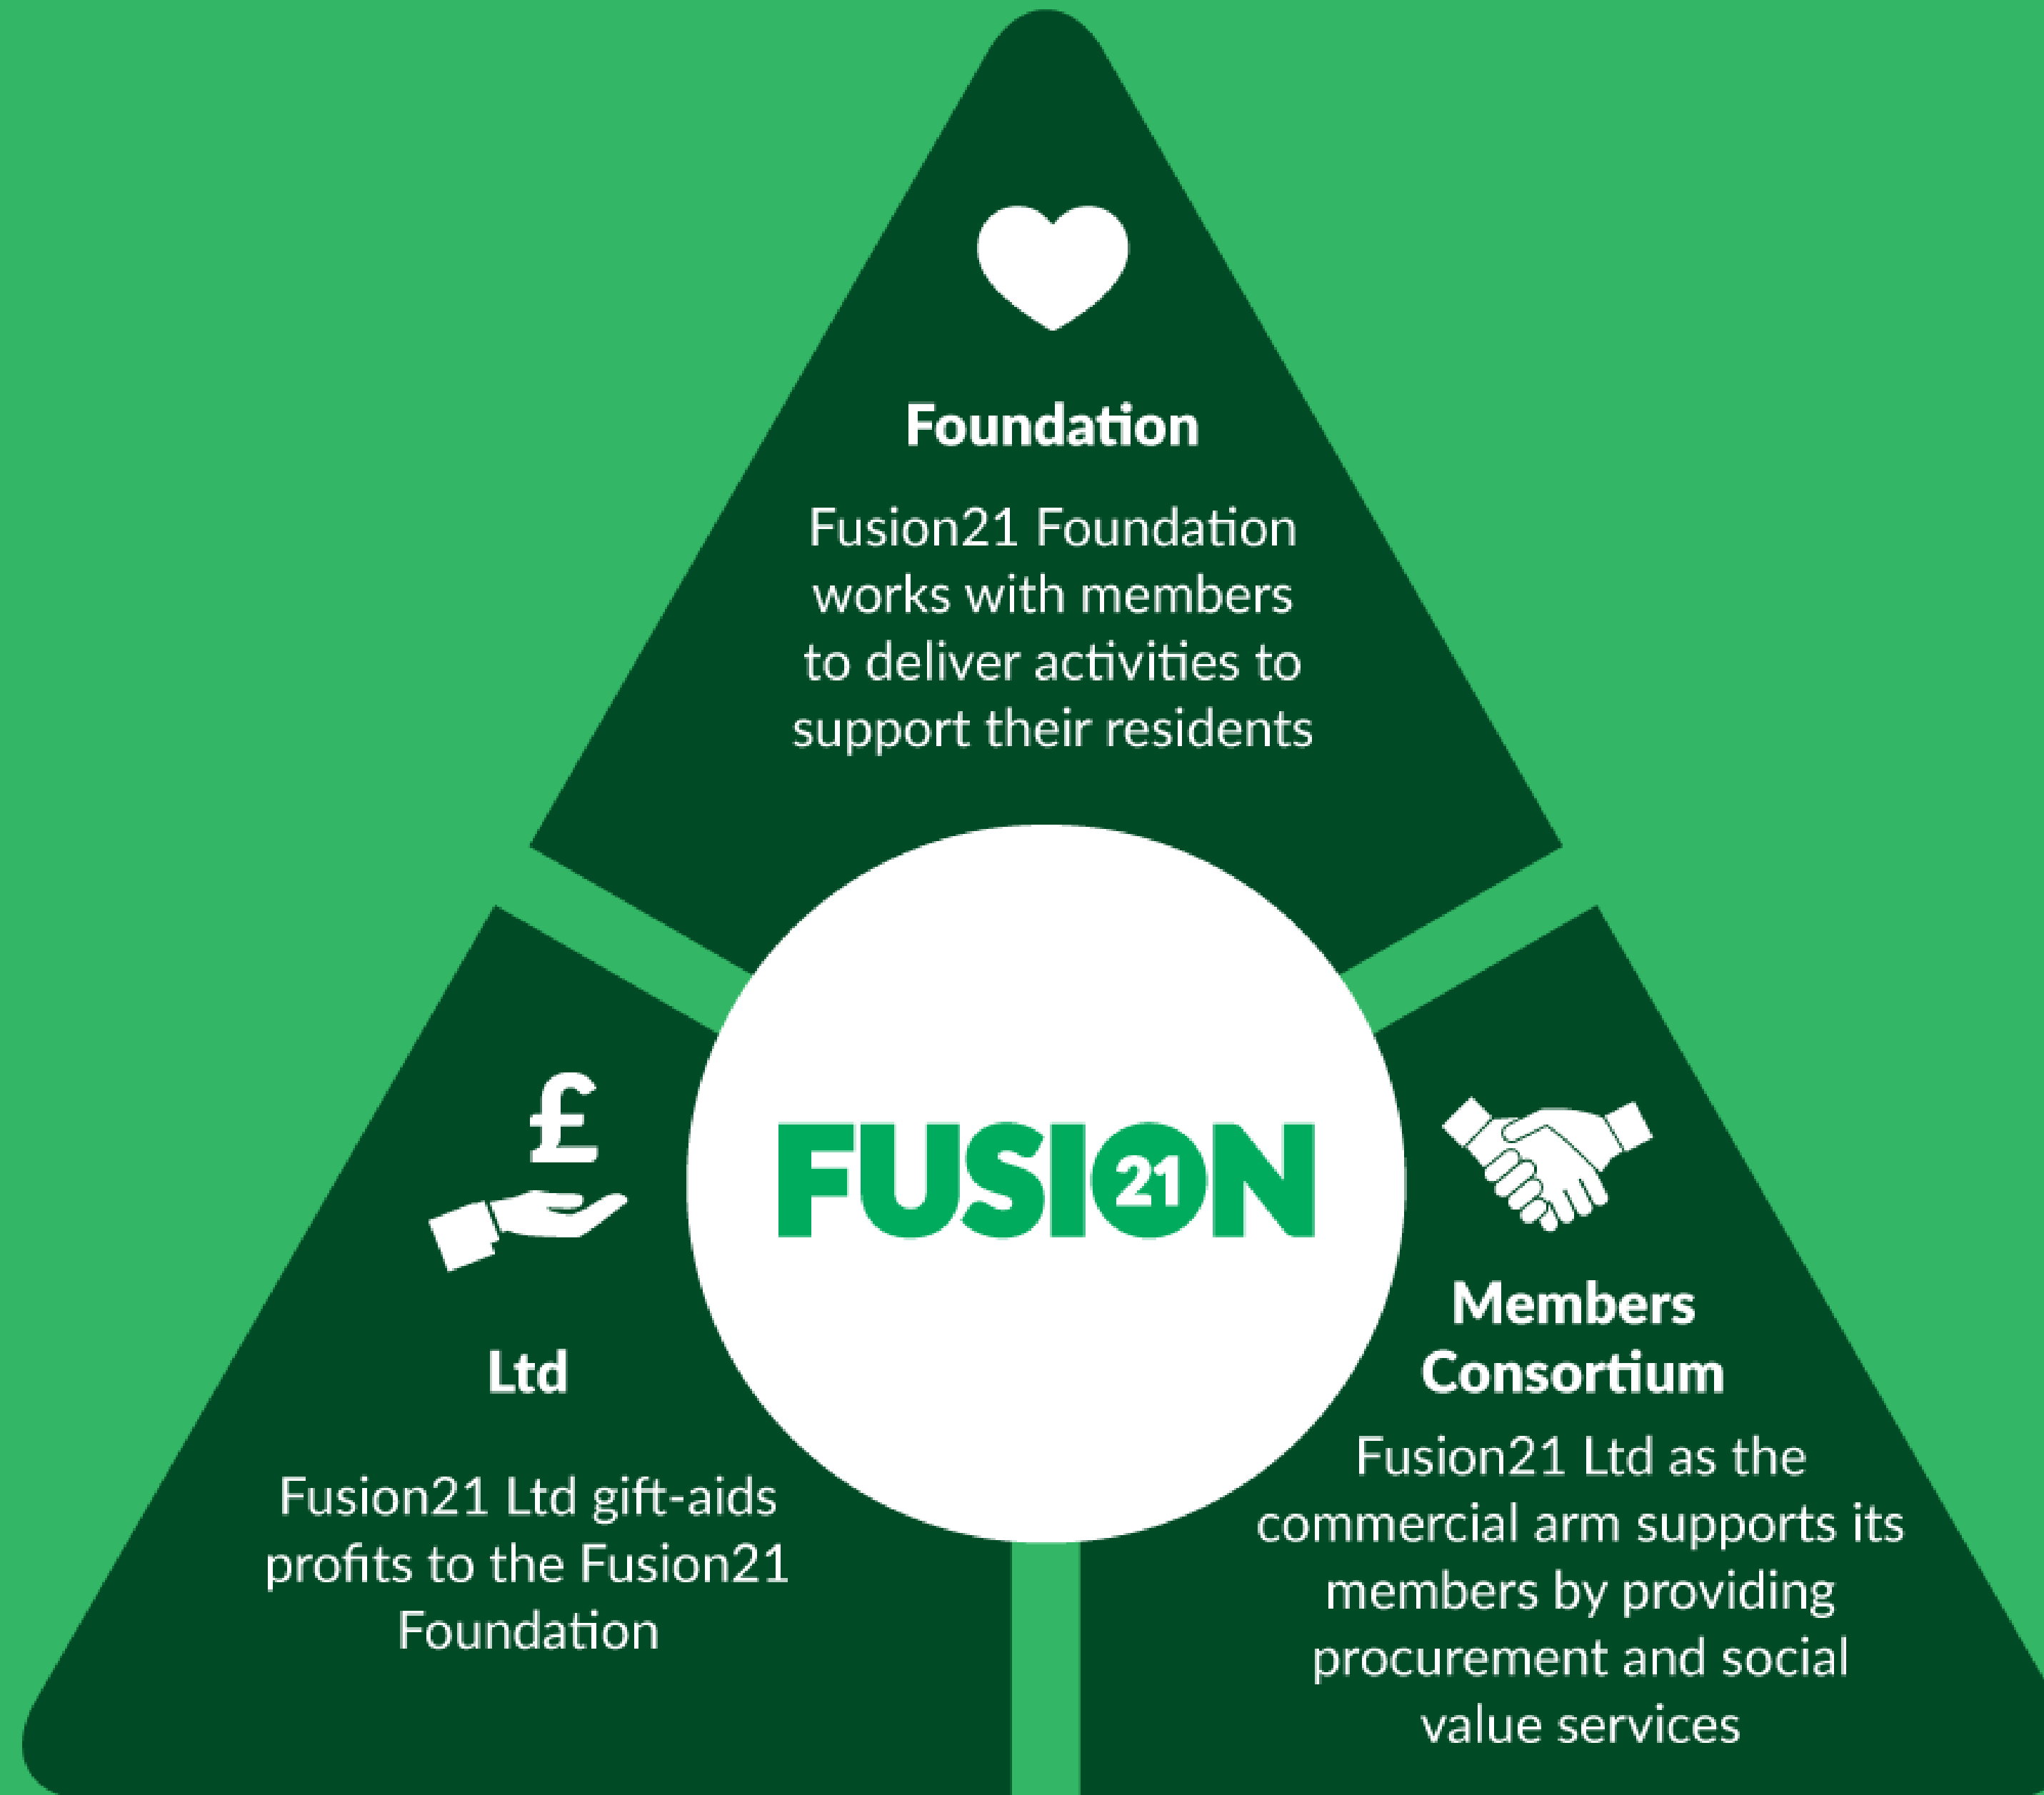 Foundation
Fusion21 Foundation
works with members
to deliver activities to
support their residents
£
FUSION
21
Ltd
Fusion21 Ltd gift-aids
profits to the Fusion21
Foundation
Members
Consortium
Fusion21 Ltd as the
commercial arm supports its
members by providing
procurement and social
value services